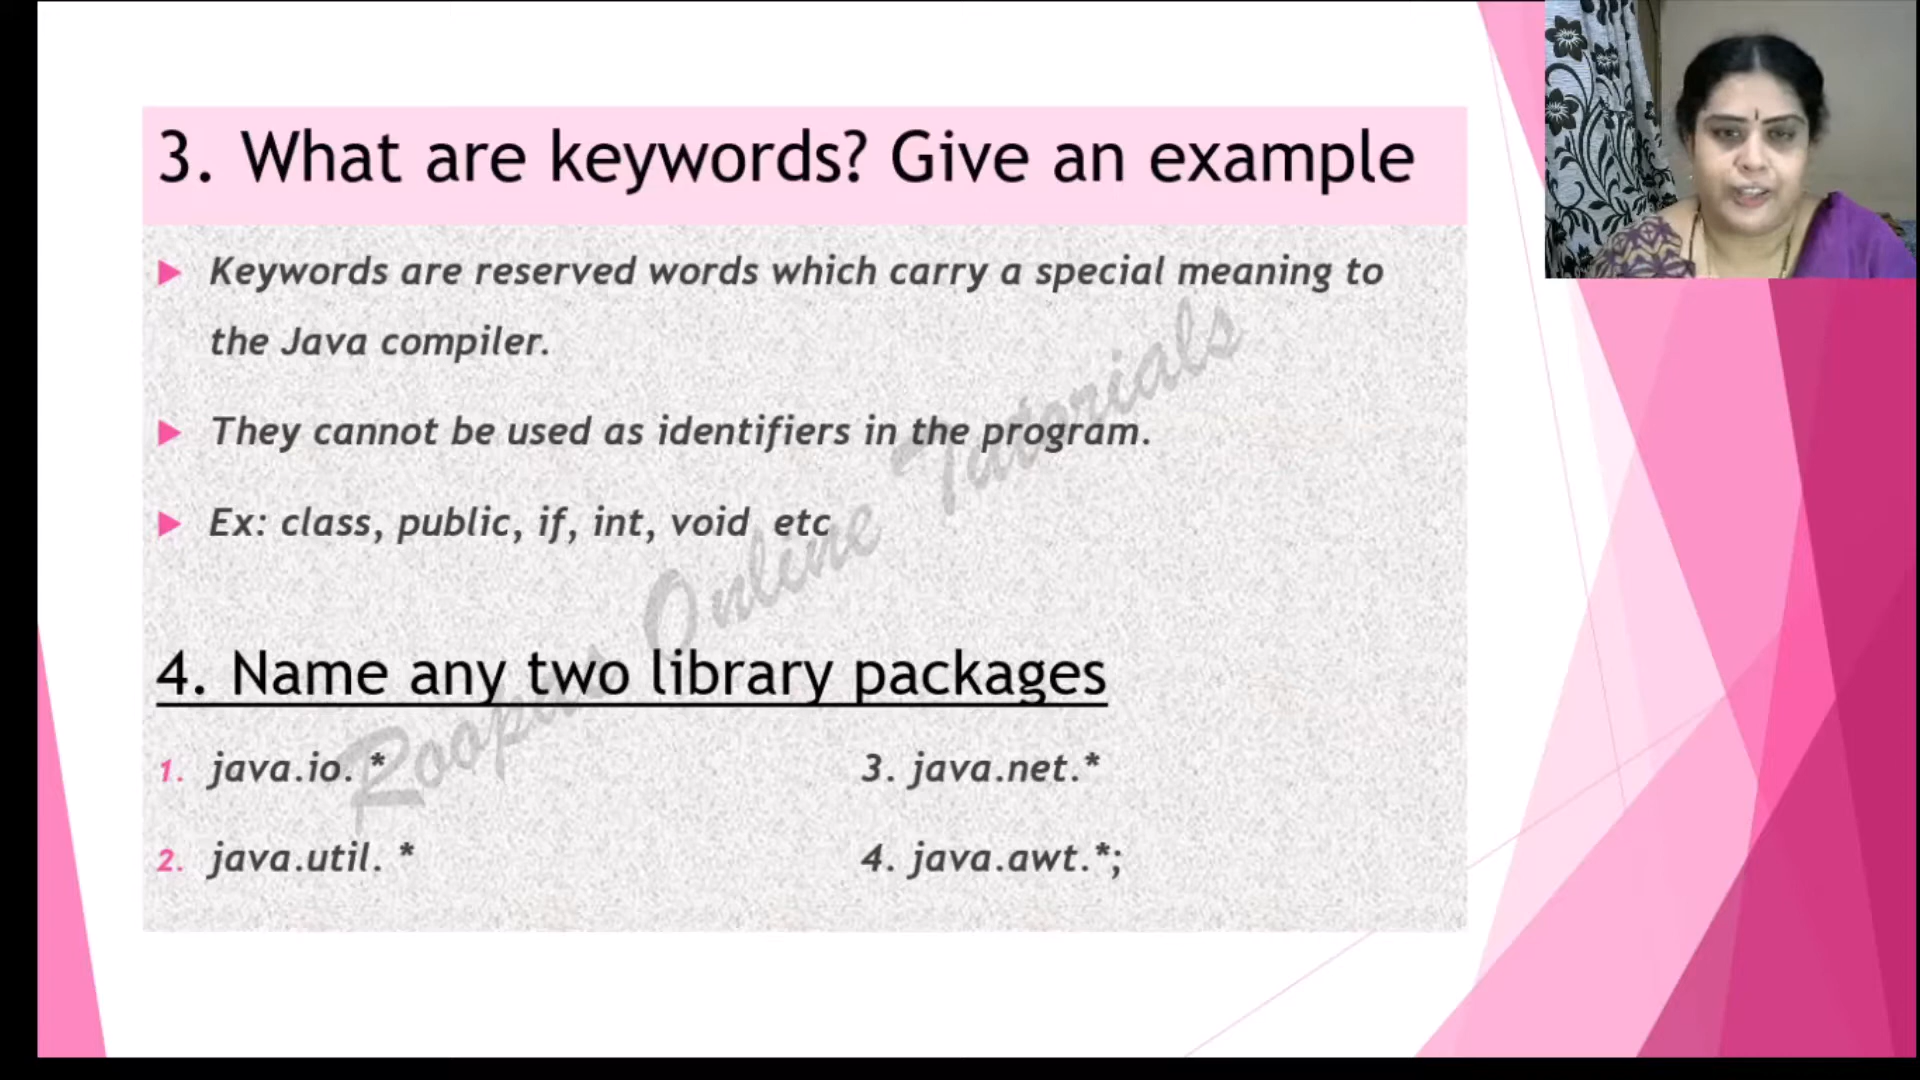 3. What are keywords? Give an example
▶ Keywords are reserved words which carry a special meaning to
the Java compiler.
▶ They cannot be used as identifiers in the program.
▶ Ex: class, public, if, int, void  etc
4. Name any two library packages
1. java.io. *
3. java.net.*
2. java.util. *
4. java.awt.*;
Online Tutorials